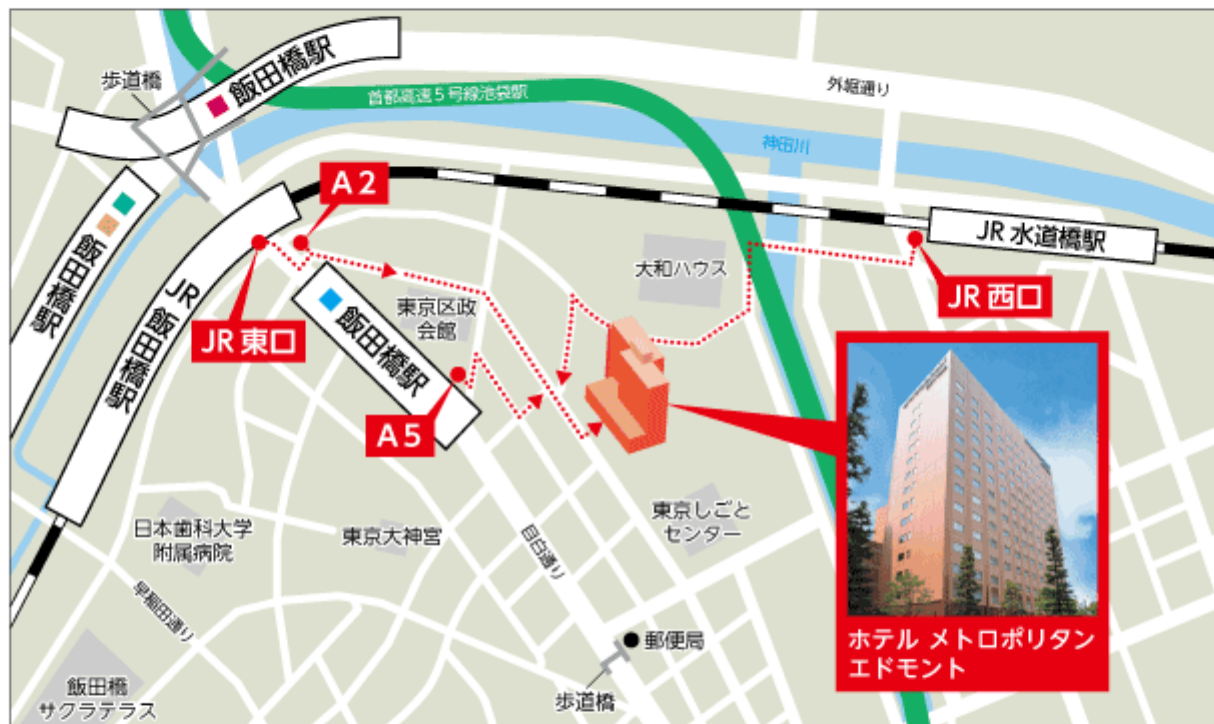 歩道橋
飯田橋駅
首都高速5号線池袋駅
外堀通り
神田川
A2
飯田橋駅
JR 飯田橋駅
JR 東口
飯田橋駅
東京区政
会館
A5
大和ハウス
JR 水道橋駅
JR 西口
日本歯科大学
附属病院
東京大神宮
目白通り
東京しごと
センター
早稲田通り
郵便局
歩道橋
飯田橋
サクラテラス
ホテル メトロポリタン
エドモント